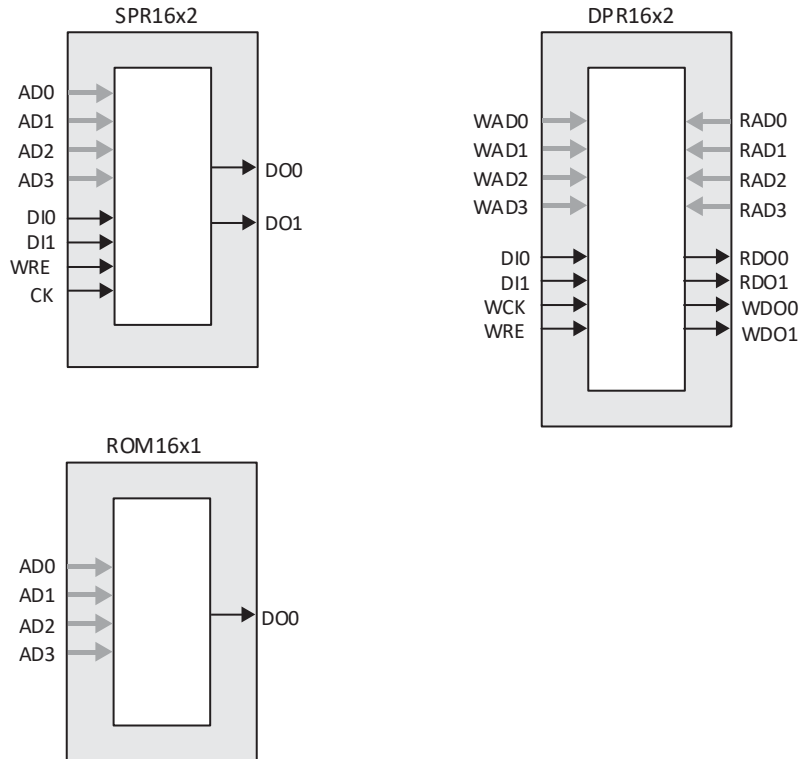 SPR16x2
AD0
AD1
AD2
AD3
DI0
DI1
WRE
CK
DO0
DO1
DPR16x2
WAD0
WAD1
WAD2
WAD3
DI0
DI1
WCK
WRE
RAD0
RAD1
RAD2
RAD3
RDO0
RDO1
WDO0
WDO1
ROM16x1
AD0
AD1
AD2
AD3
DO0